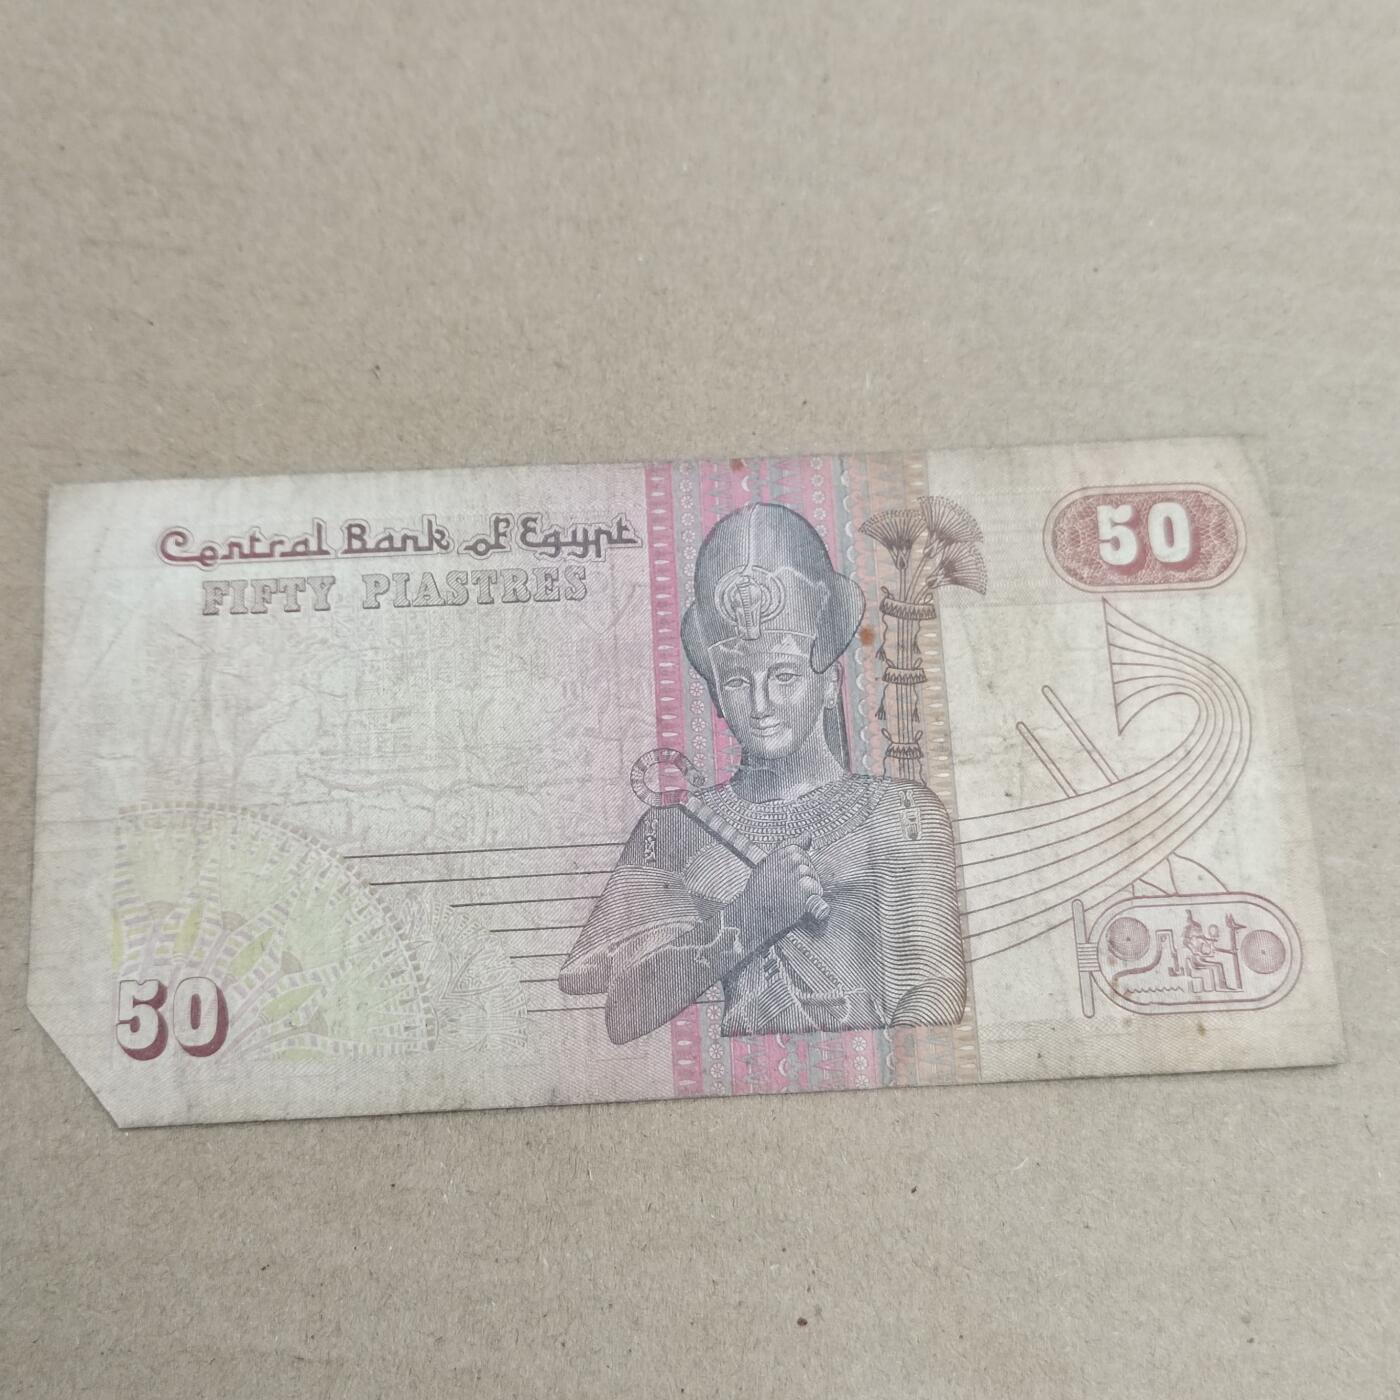 Central Bank of Egypt
FIFTY PIASTRES
50
50